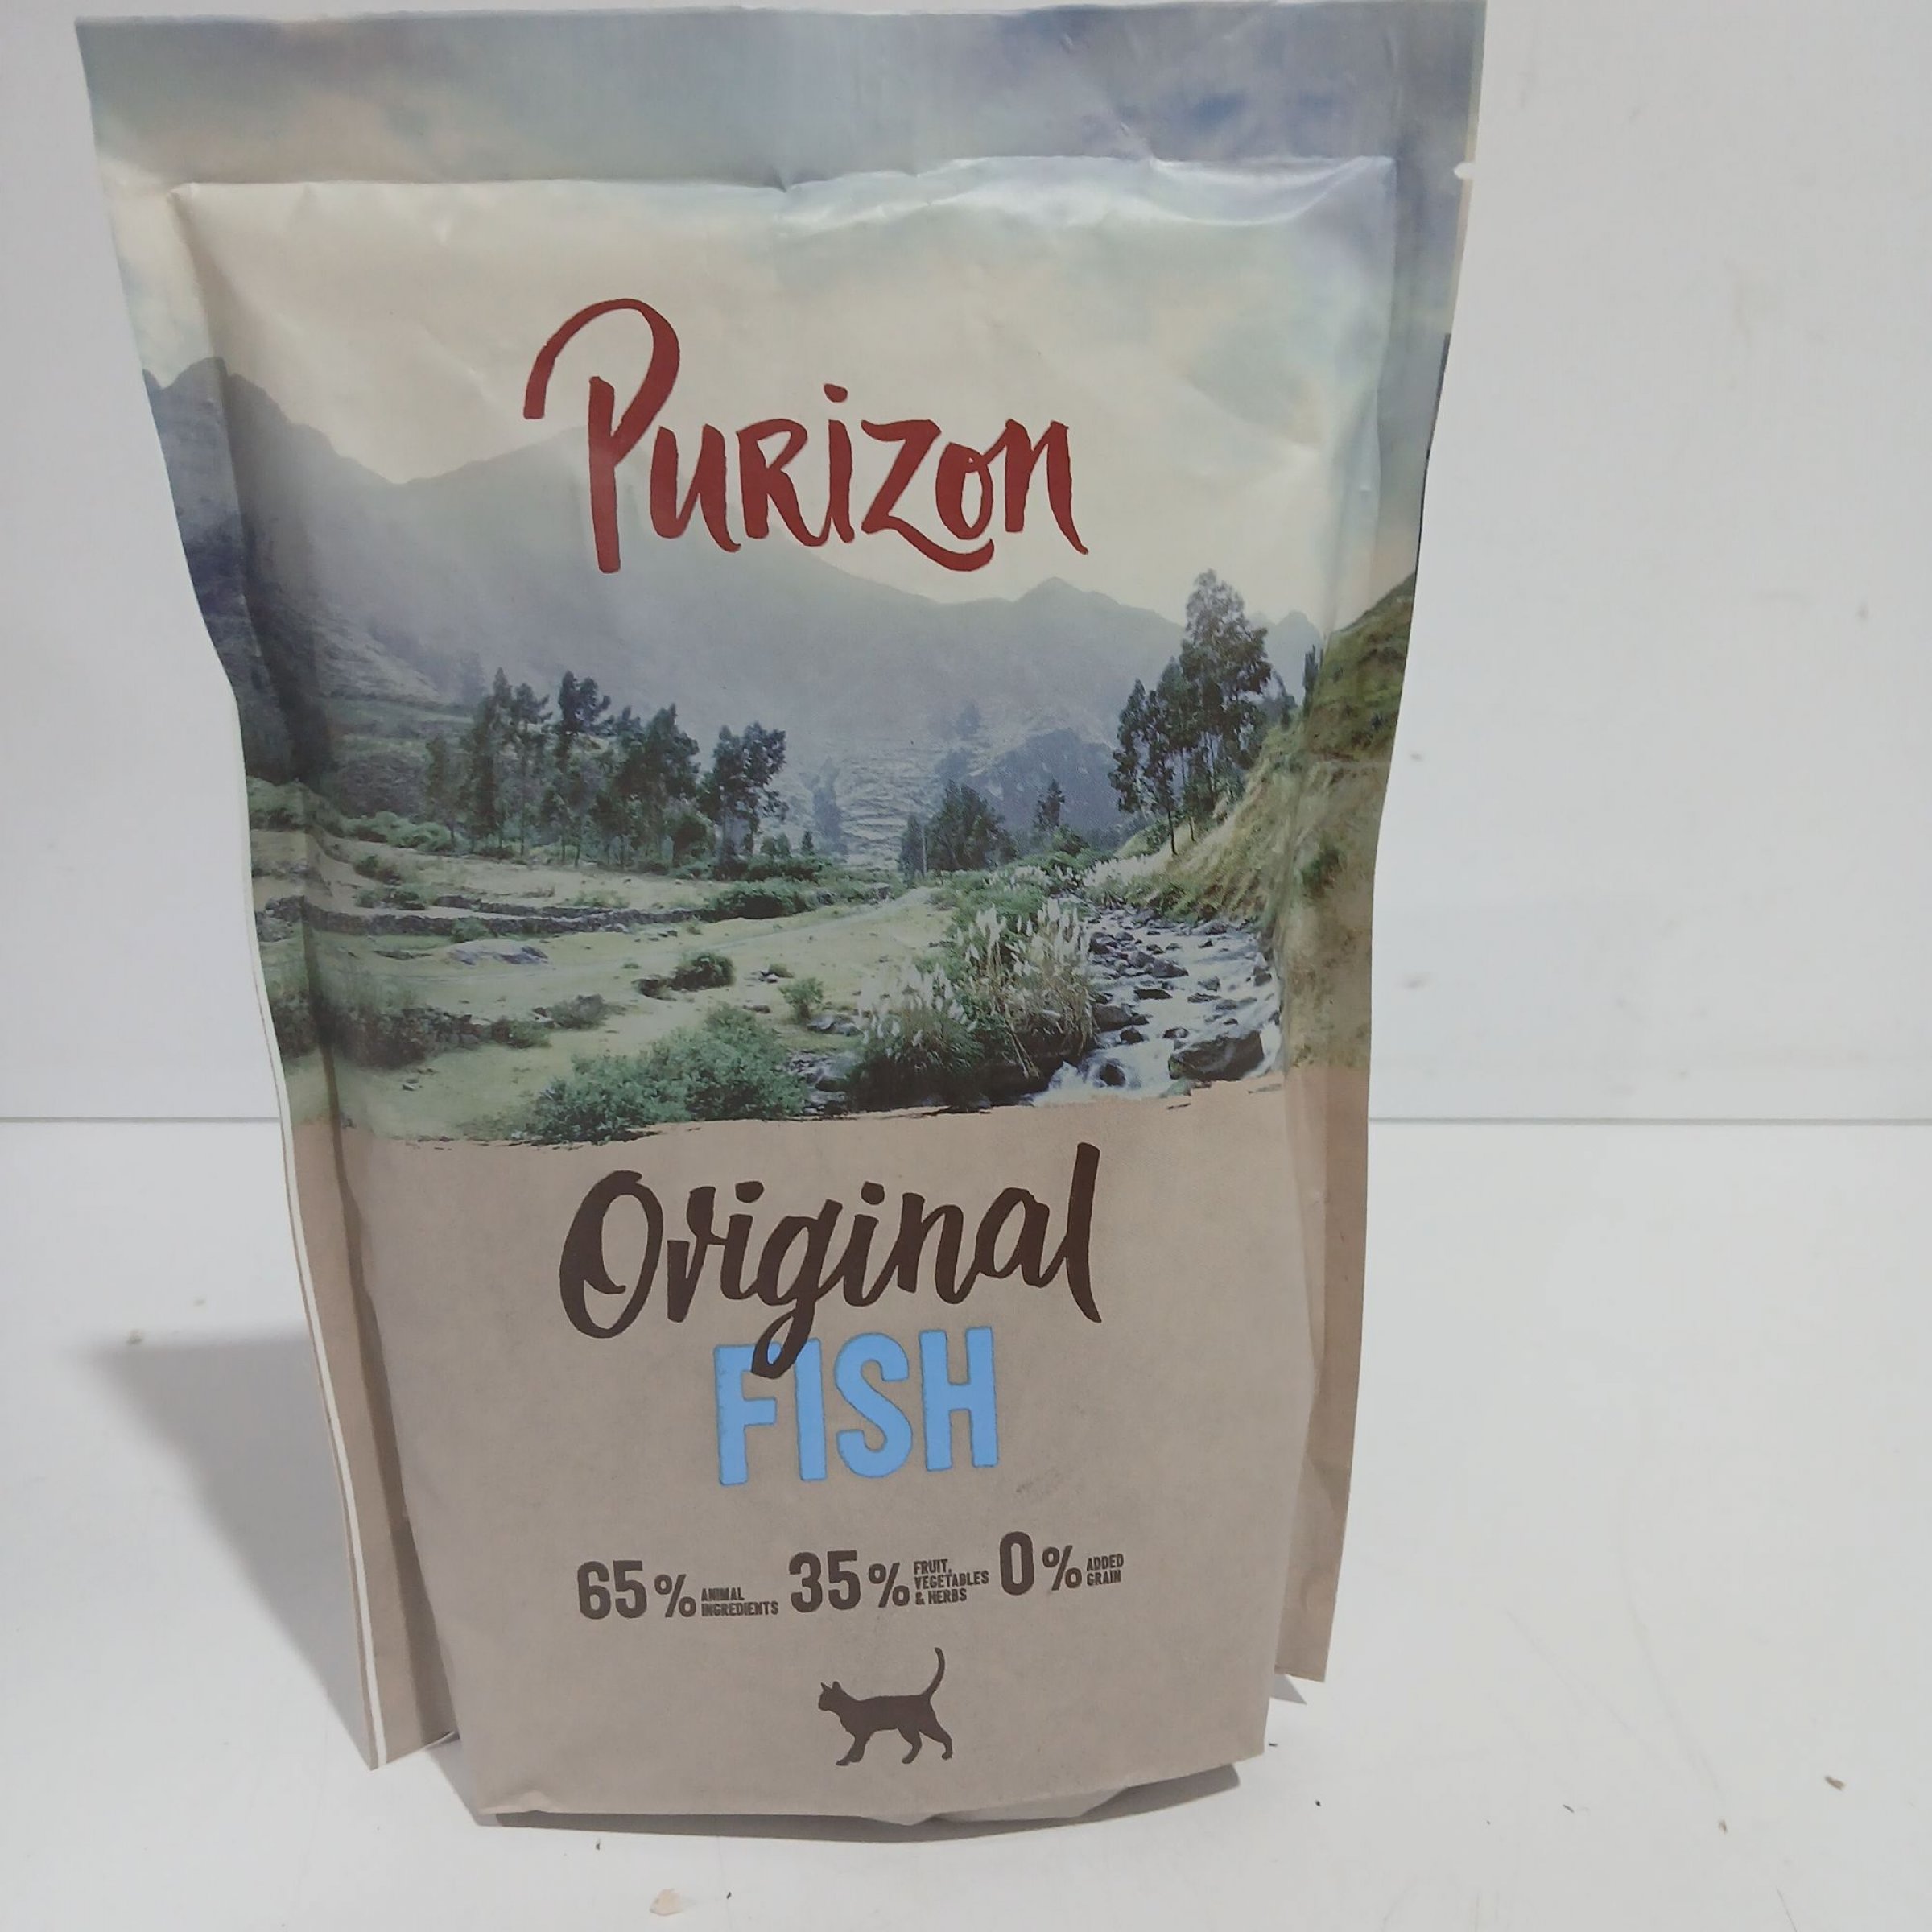 PURiZon
Original
FISH
65% ANIMAL INGREDIENTS 35% FRUIT, VEGETABLES & HERBS 0% ADDED GRAIN